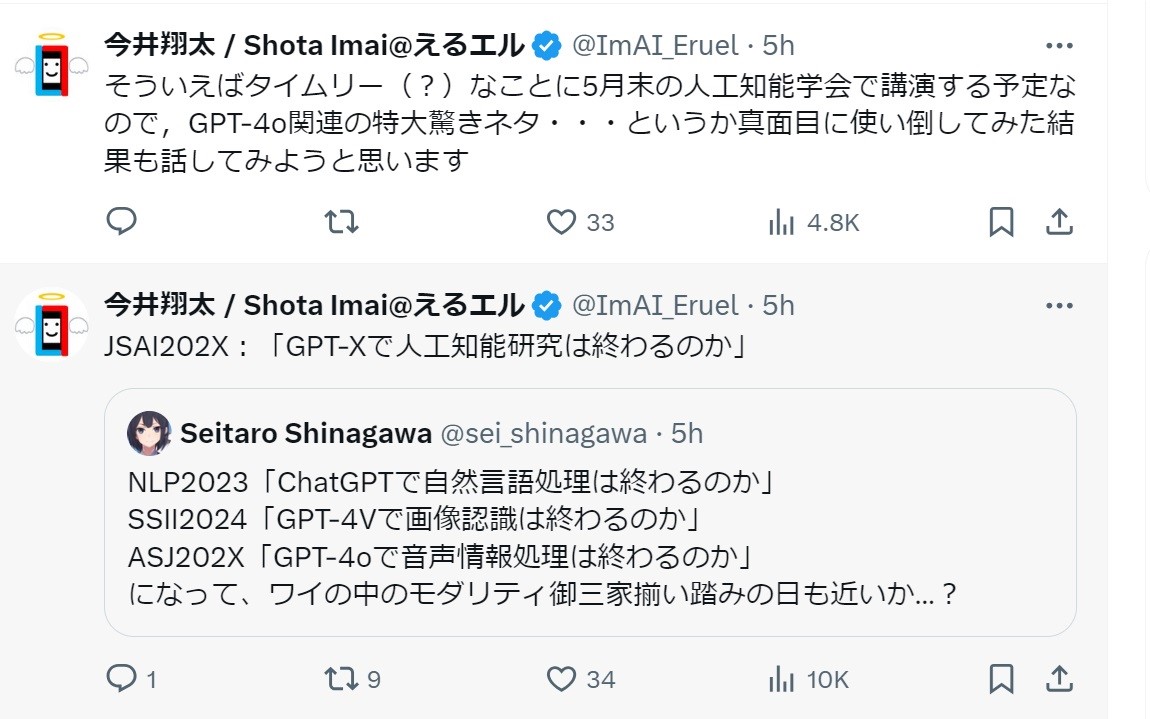 今井翔太 / Shota Imai@えるエル @ImAI_Eruel · 5h
そういえばタイムリー（？）なことに5月末の人工知能学会で講演する予定な
ので，GPT-4o関連の特大驚きネタ・・・というか真面目に使い倒してみた結
果も話してみようと思います
33 4.8K
今井翔太 / Shota Imai@えるエル @ImAI_Eruel · 5h
JSAI202X：「GPT-Xで人工知能研究は終わるのか」
Seitaro Shinagawa @sei_shinagawa · 5h
NLP2023「ChatGPTで自然言語処理は終わるのか」
SSII2024「GPT-4Vで画像認識は終わるのか」
ASJ202X「GPT-4oで音声情報処理は終わるのか」
になって、ワイの中のモダリティ御三家揃い踏みの日も近いか...？
1 9 34 10K